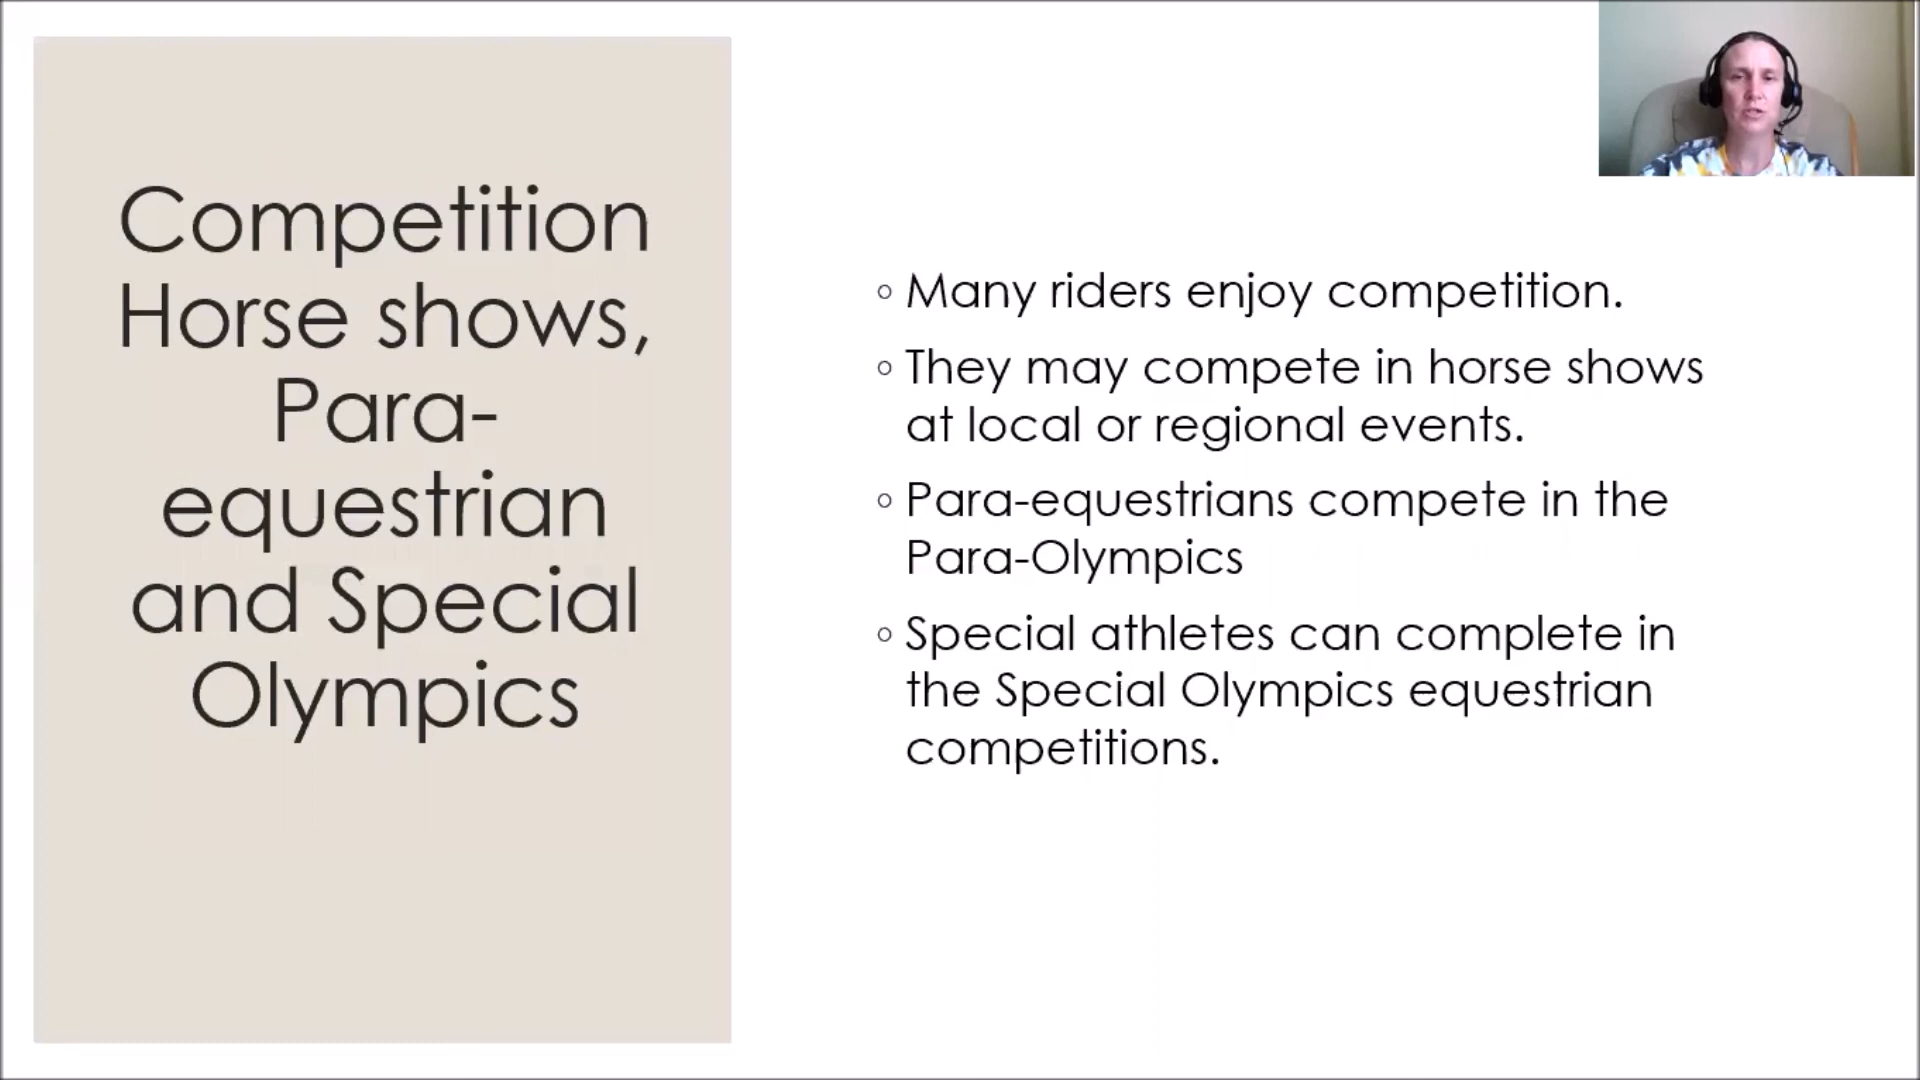 Competition
Horse shows,
Para-
equestrian
and Special
Olympics
◦ Many riders enjoy competition.
◦ They may compete in horse shows
at local or regional events.
◦ Para-equestrians compete in the
Para-Olympics
◦ Special athletes can complete in
the Special Olympics equestrian
competitions.